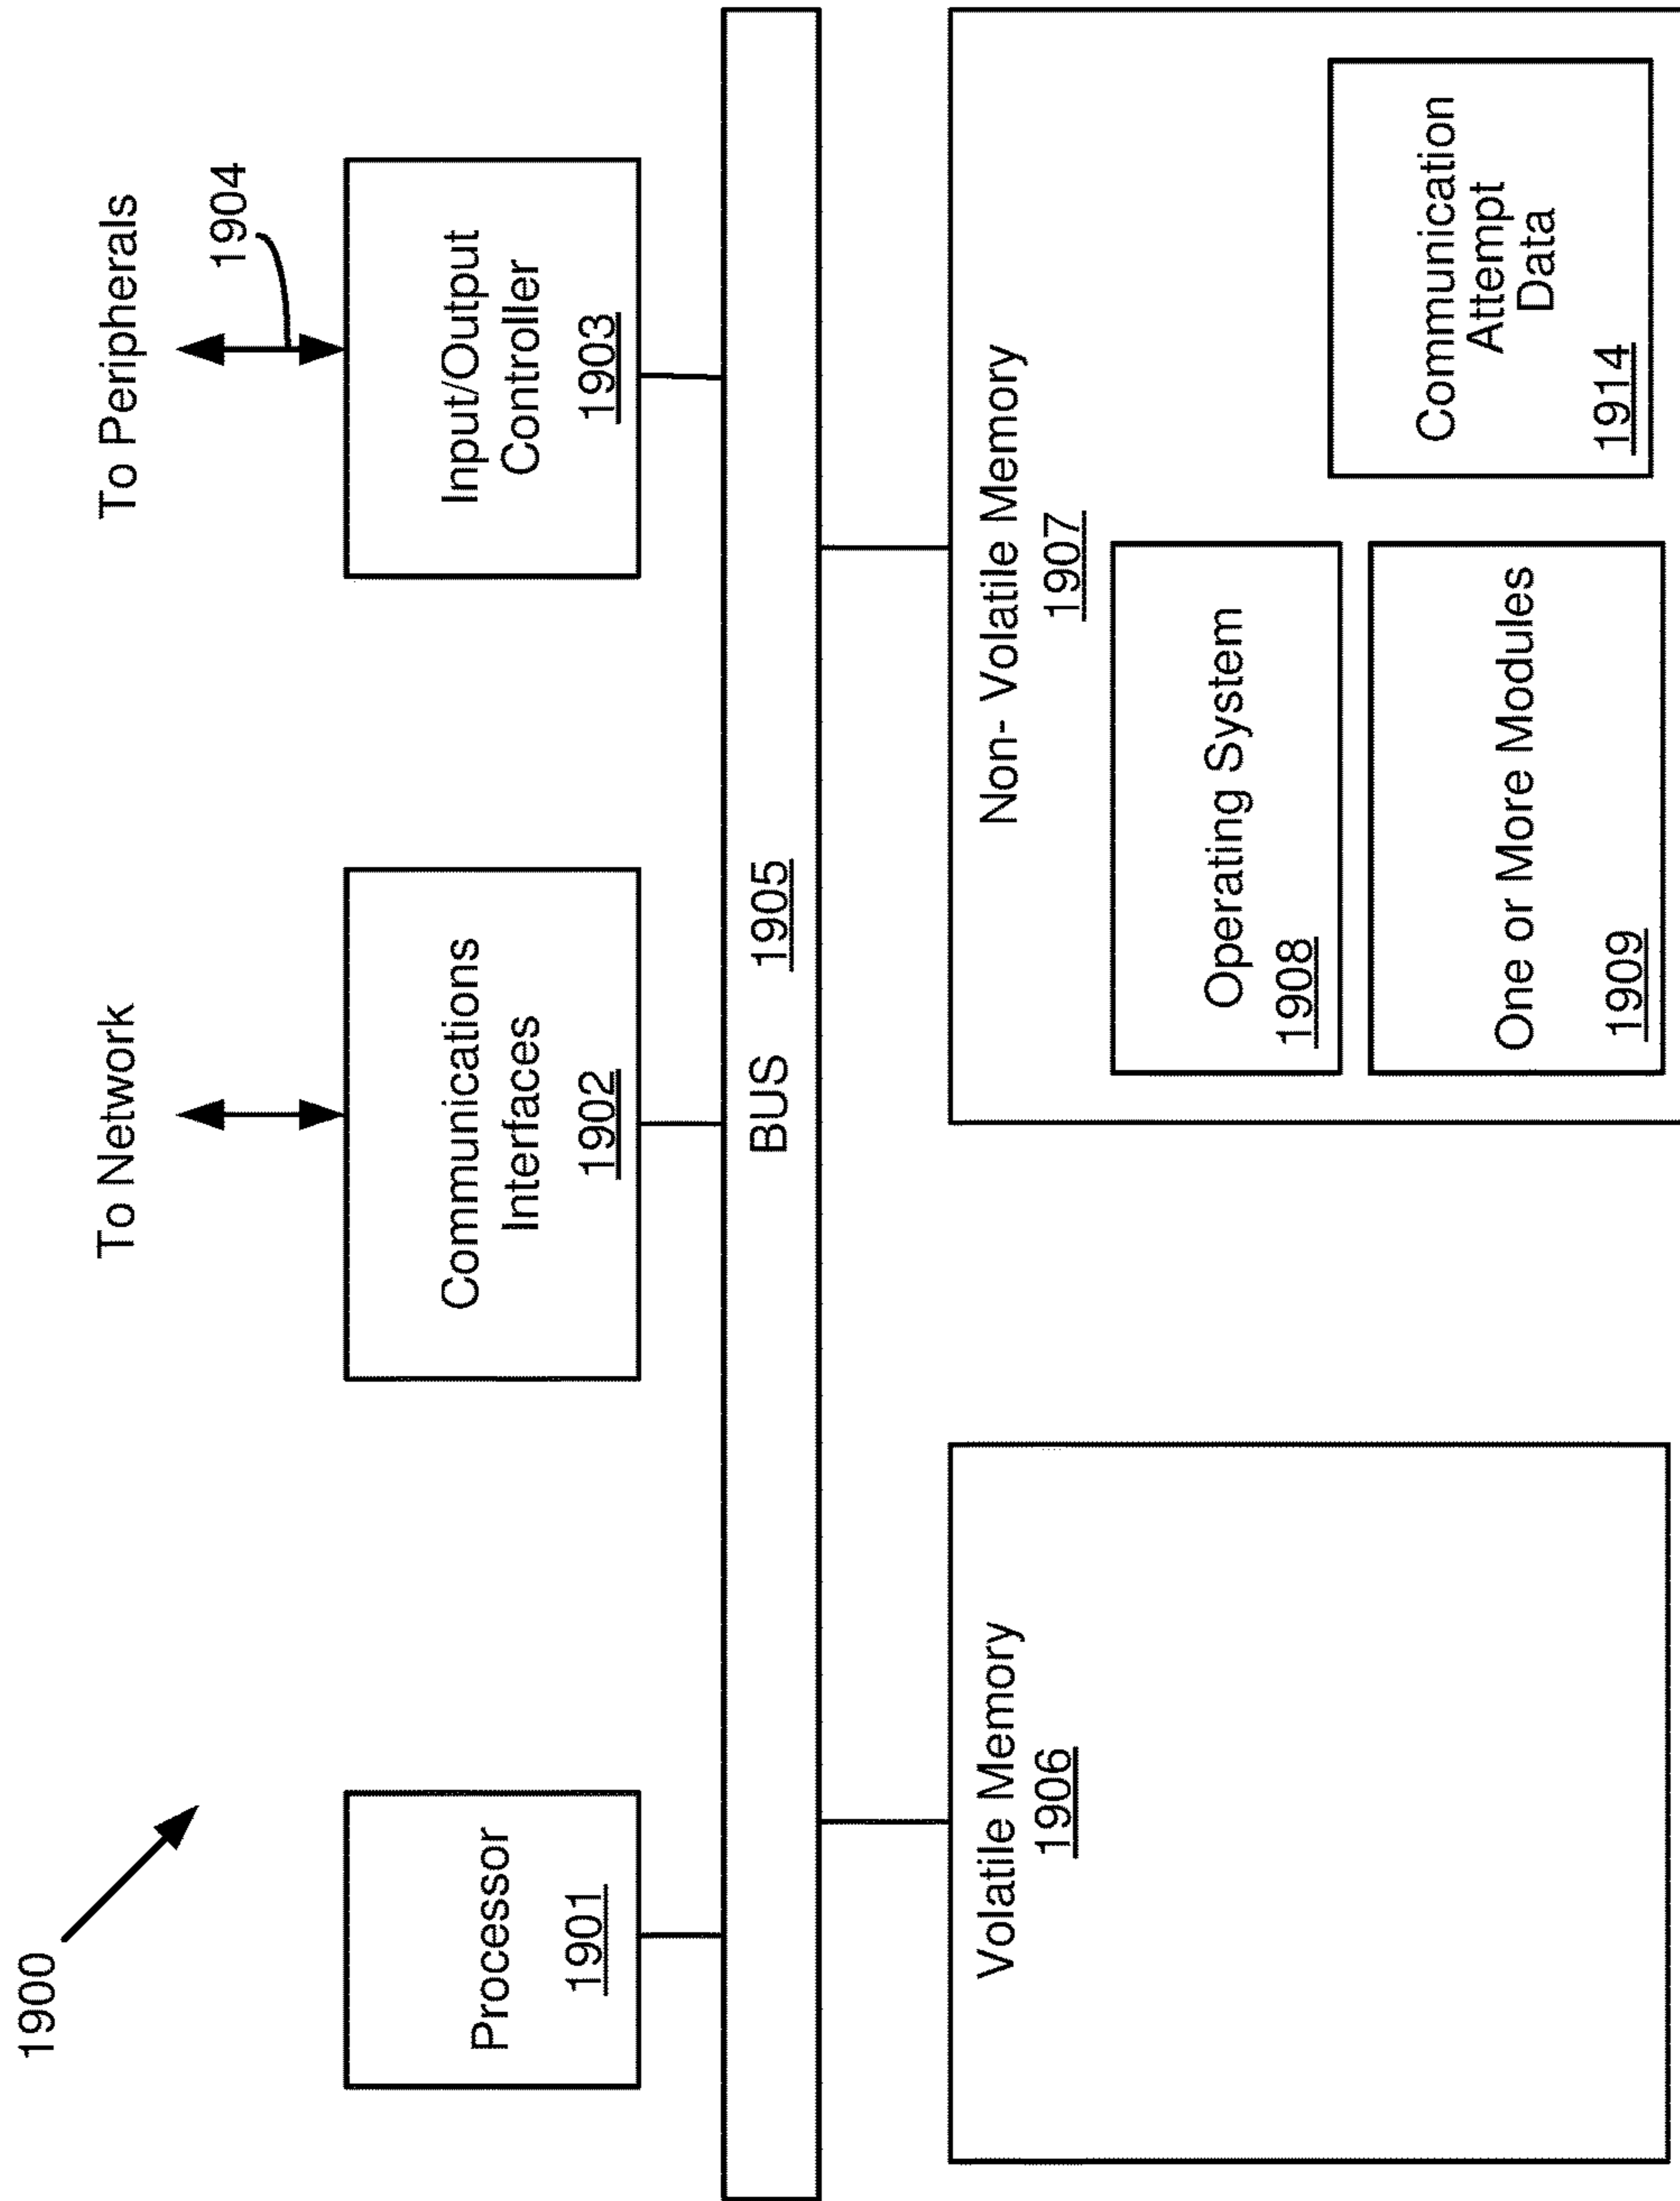 1900
To Network
To Peripherals
1904
Processor
1901
Communications
Interfaces
1902
Input/Output
Controller
1903
BUS 1905
Volatile Memory
1906
Non- Volatile Memory
1907
Operating System
1908
One or More Modules
1909
Communication
Attempt
Data
1914